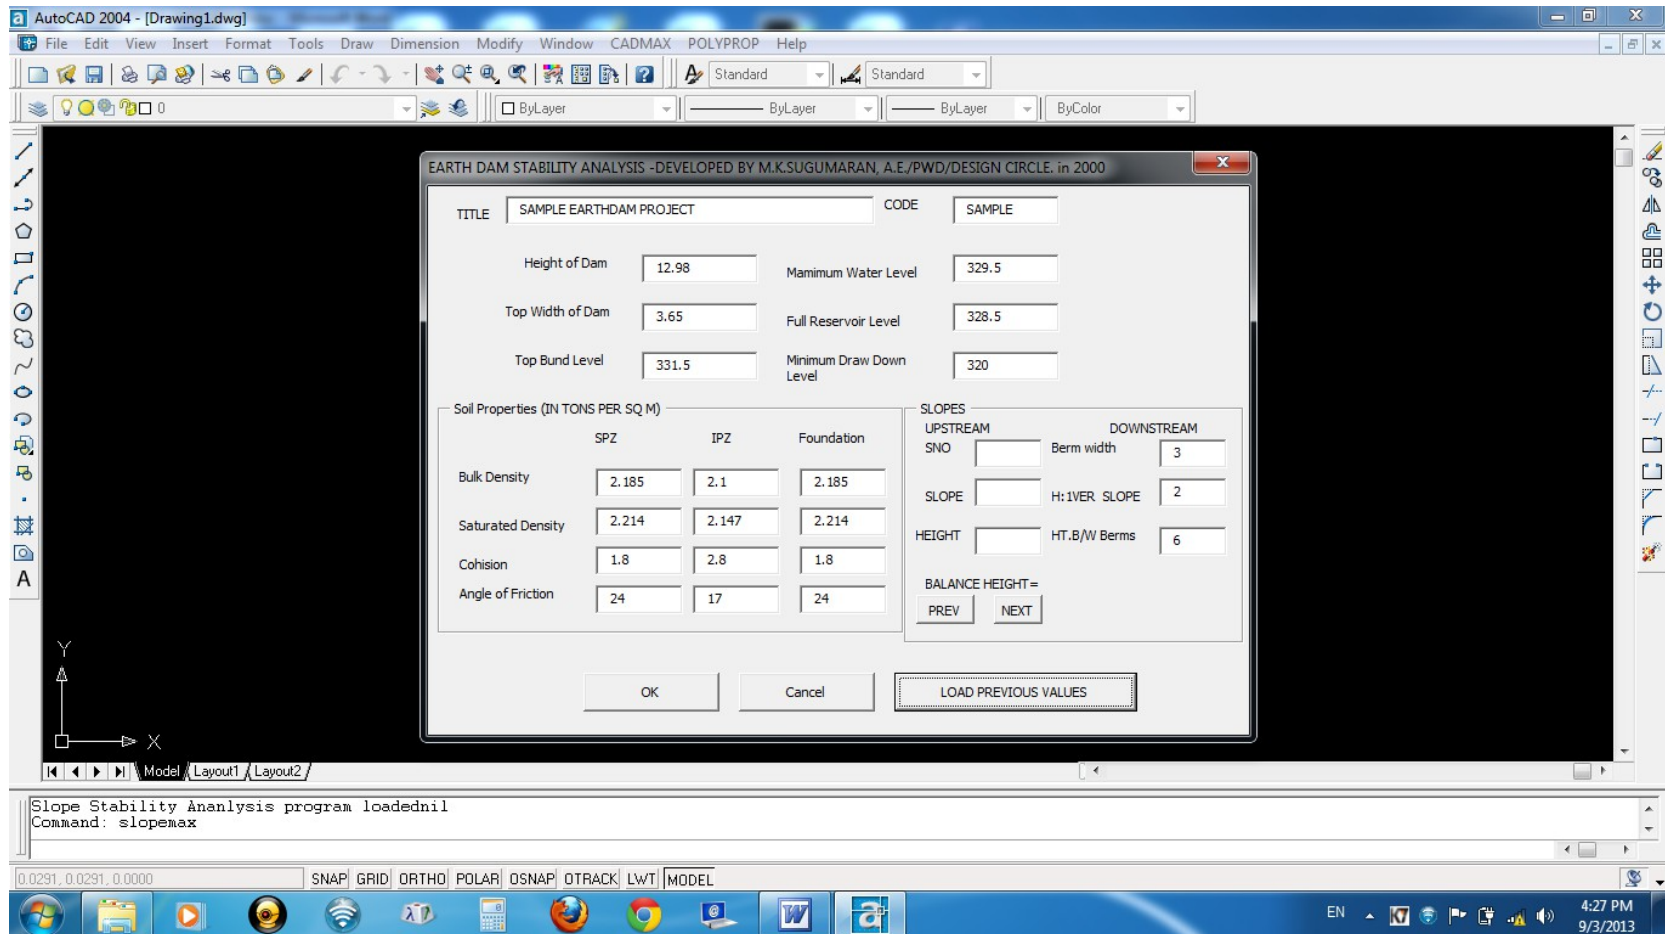 AutoCAD 2004 - [Drawing1.dwg]
File Edit View Insert Format Tools Draw Dimension Modify Window CADMAX POLYPROP Help
Standard Standard
0 ByLayer ByLayer ByLayer ByColor
EARTH DAM STABILITY ANALYSIS -DEVELOPED BY M.K.SUGUMARAN, A.E./PWD/DESIGN CIRCLE. in 2000
TITLE SAMPLE EARTHDAM PROJECT CODE SAMPLE
Height of Dam 12.98 Mamimum Water Level 329.5
Top Width of Dam 3.65 Full Reservoir Level 328.5
Top Bund Level 331.5 Minimum Draw Down Level 320
Soil Properties (IN TONS PER SQ M)
SPZ IPZ Foundation
Bulk Density 2.185 2.1 2.185
Saturated Density 2.214 2.147 2.214
Cohision 1.8 2.8 1.8
Angle of Friction 24 17 24
SLOPES
UPSTREAM DOWNSTREAM
SNO Berm width 3
SLOPE H:1VER SLOPE 2
HEIGHT HT.B/W Berms 6
BALANCE HEIGHT=
PREV NEXT
OK Cancel LOAD PREVIOUS VALUES
Y
X
A
Model Layout1 Layout2
Slope Stability Ananlysis program loadednil
Command: slopemax
0.0291, 0.0291, 0.0000 SNAP GRID ORTHO POLAR OSNAP OTRACK LWT MODEL
EN 4:27 PM
9/3/2013